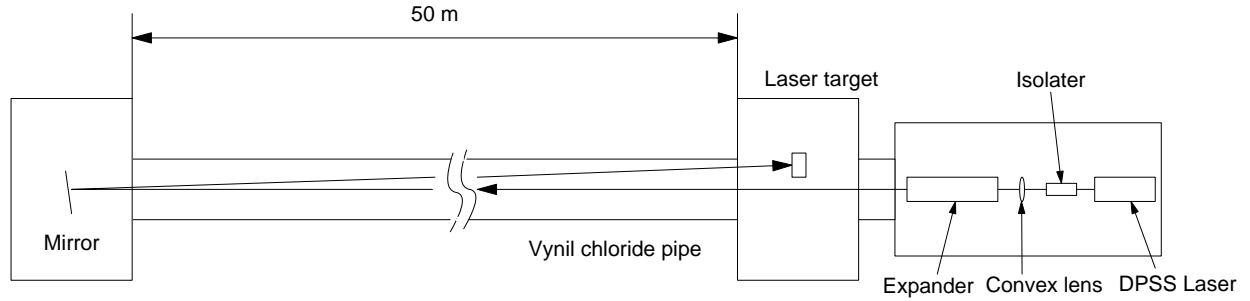 50 m
Laser target
Isolater
Mirror
Vynil chloride pipe
Expander
Convex lens
DPSS Laser